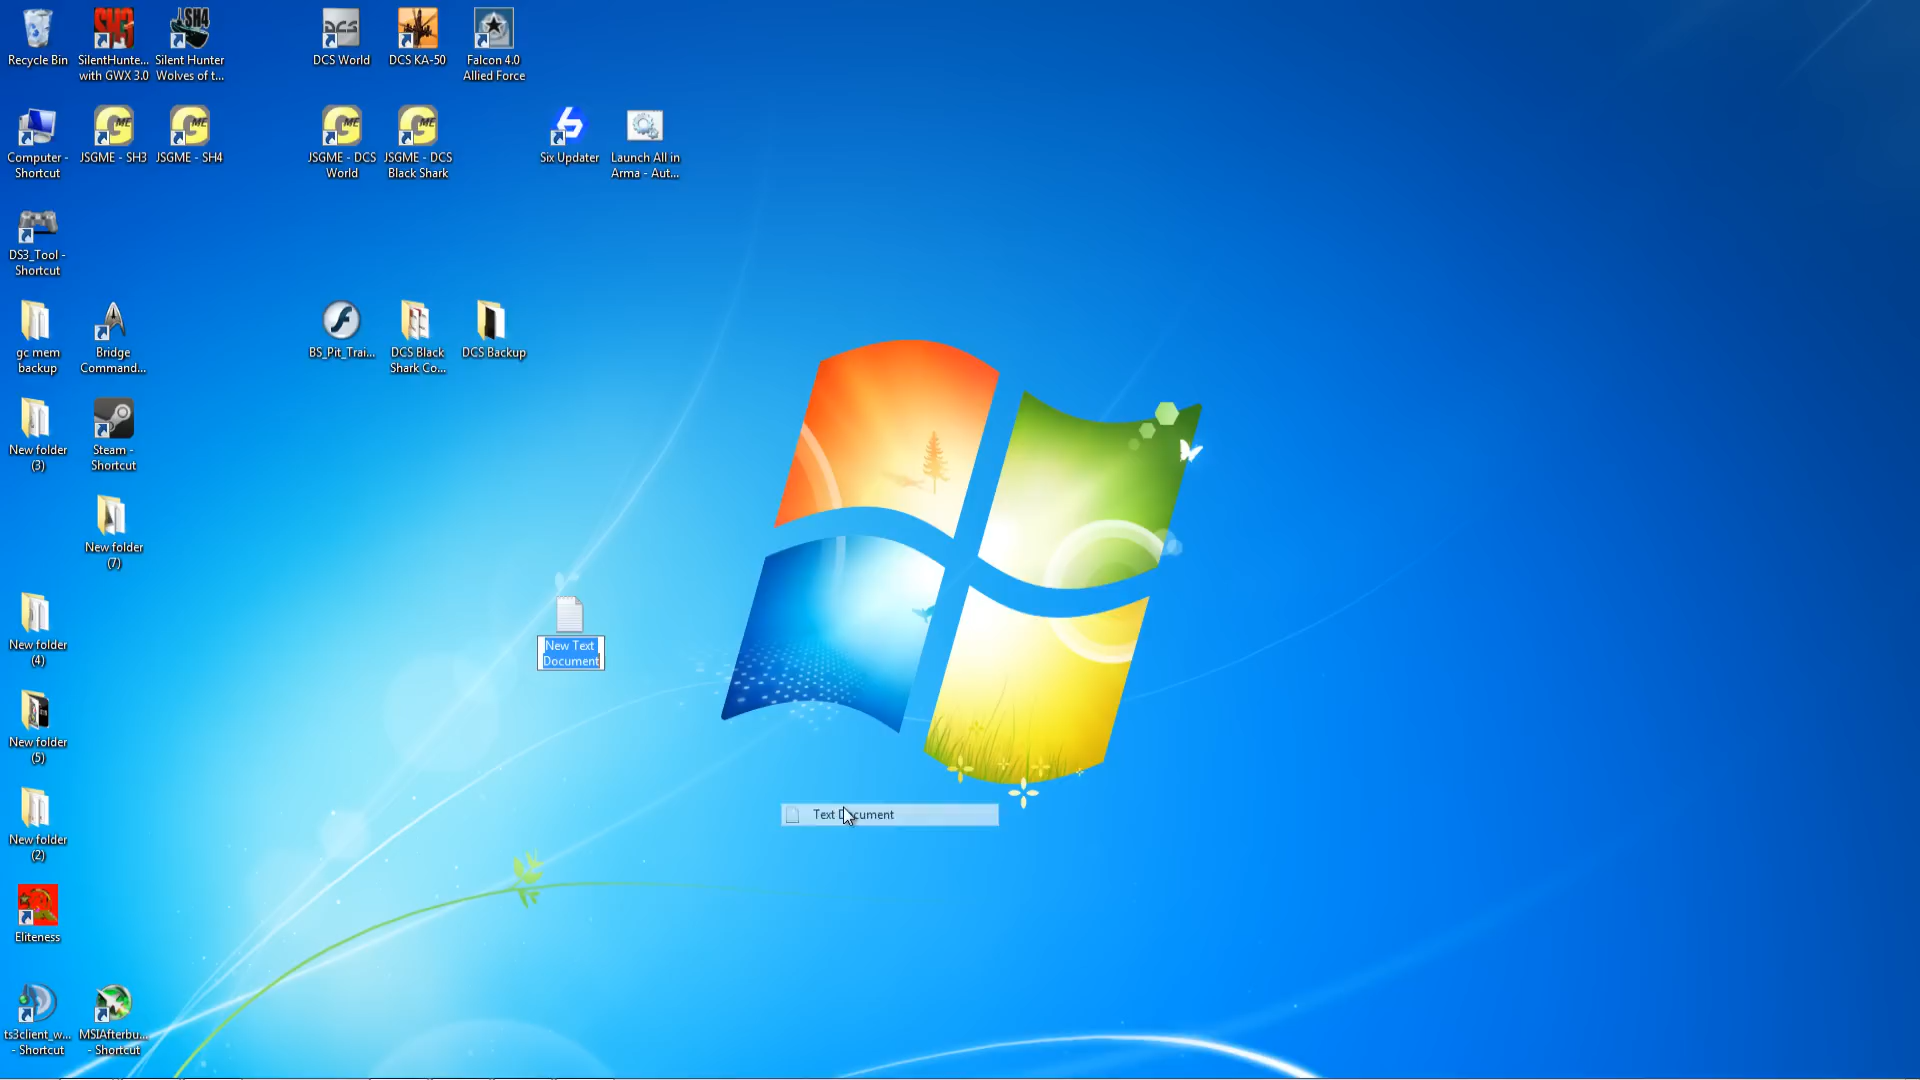 Recycle Bin
SilentHunte...
with GWX 3.0
Silent Hunter
Wolves of t...
DCS World
DCS KA-50
Falcon 4.0
Allied Force
Computer -
Shortcut
JSGME - SH3
JSGME - SH4
JSGME - DCS
World
JSGME - DCS
Black Shark
Six Updater
Launch All in
Arma - Aut...
DS3_Tool -
Shortcut
gc mem
backup
Bridge
Command...
BS_Pit_Trai...
DCS Black
Shark Co...
DCS Backup
New folder
(3)
Steam -
Shortcut
New folder
(7)
New folder
(4)
New Text
Document
New folder
(5)
New folder
(2)
Text Document
Eliteness
ts3client_w...
- Shortcut
MSIAfterbu...
- Shortcut